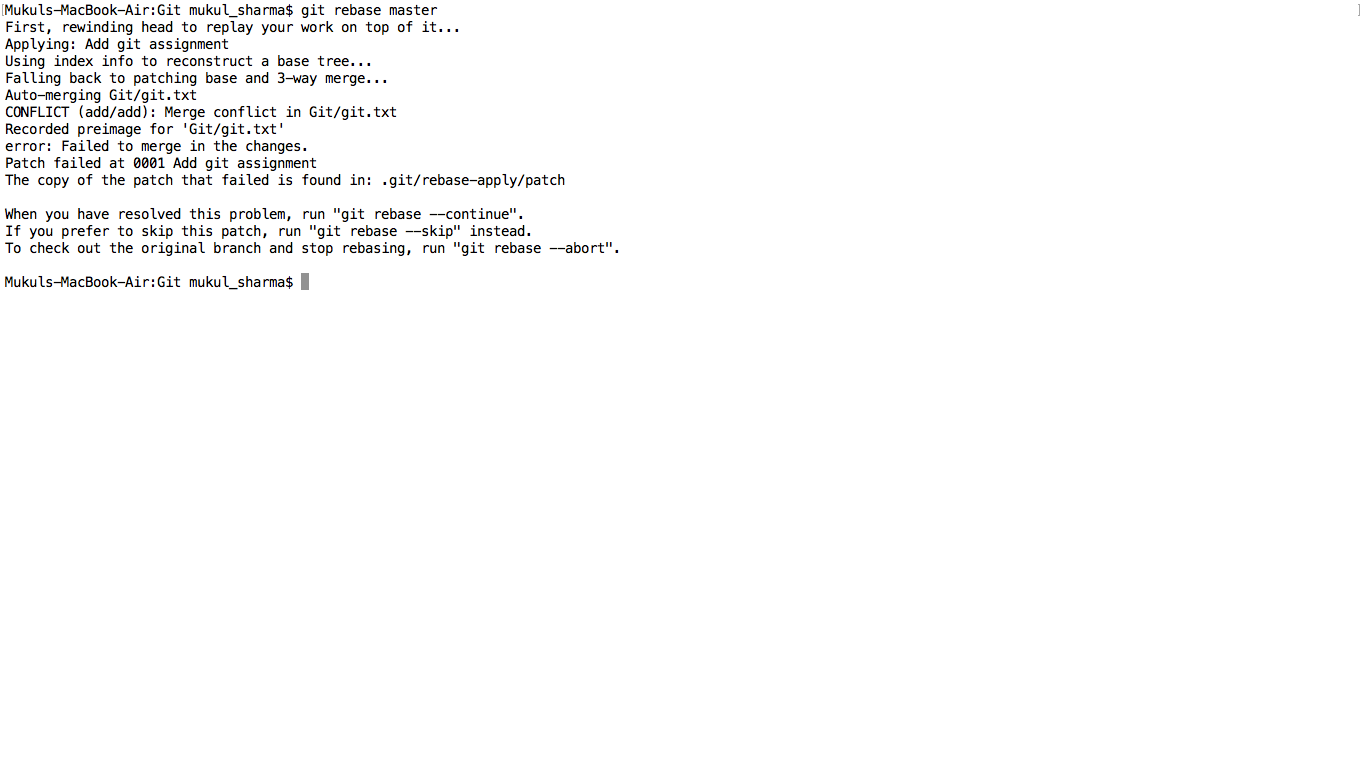 Mukuls-MacBook-Air:Git mukul_sharma$ git rebase master
First, rewinding head to replay your work on top of it...
Applying: Add git assignment
Using index info to reconstruct a base tree...
Falling back to patching base and 3-way merge...
Auto-merging Git/git.txt
CONFLICT (add/add): Merge conflict in Git/git.txt
Recorded preimage for 'Git/git.txt'
error: Failed to merge in the changes.
Patch failed at 0001 Add git assignment
The copy of the patch that failed is found in: .git/rebase-apply/patch
When you have resolved this problem, run "git rebase --continue".
If you prefer to skip this patch, run "git rebase --skip" instead.
To check out the original branch and stop rebasing, run "git rebase --abort".
Mukuls-MacBook-Air:Git mukul_sharma$